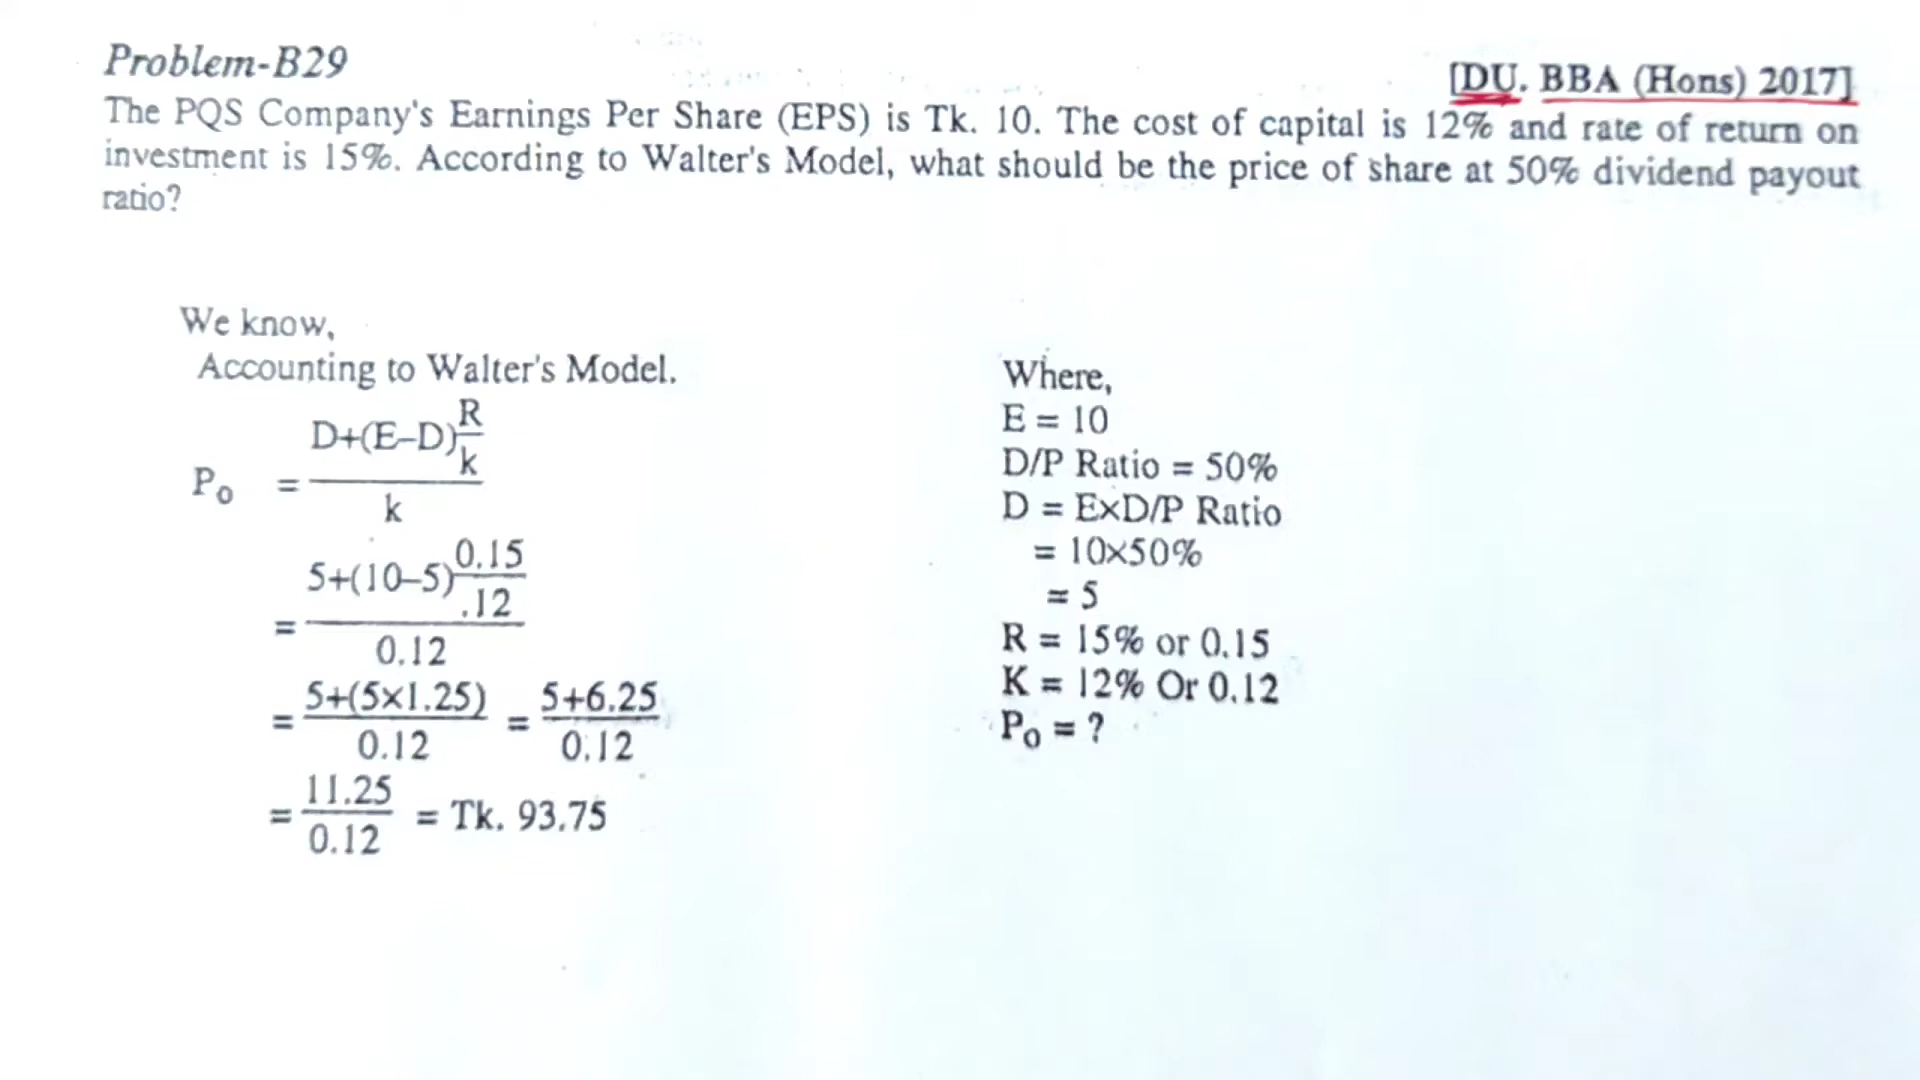 Problem-B29
[DU. BBA (Hons) 2017]
The PQS Company's Earnings Per Share (EPS) is Tk. 10. The cost of capital is 12% and rate of return on
investment is 15%. According to Walter's Model, what should be the price of share at 50% dividend payout
ratio?
We know,
Accounting to Walter's Model.
P₀ = (D+(E–D)R/k)/k
= (5+(10–5)0.15/.12)/0.12
= (5+(5×1.25))/0.12 = (5+6.25)/0.12
= 11.25/0.12 = Tk. 93.75
Where,
E = 10
D/P Ratio = 50%
D = E×D/P Ratio
= 10×50%
= 5
R = 15% or 0.15
K = 12% Or 0.12
P₀ = ?